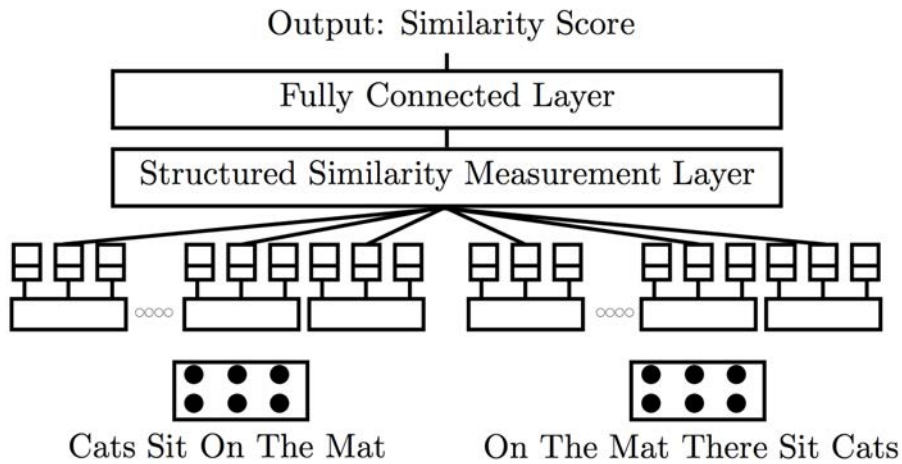 Output: Similarity Score
Fully Connected Layer
Structured Similarity Measurement Layer
Cats Sit On The Mat
On The Mat There Sit Cats